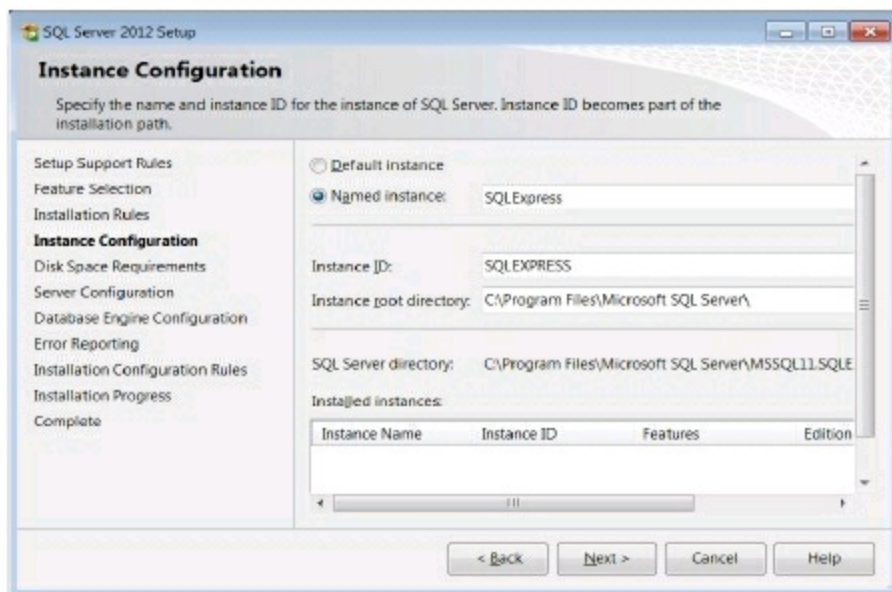 SQL Server 2012 Setup
Instance Configuration
Specify the name and instance ID for the instance of SQL Server. Instance ID becomes part of the
installation path.
Setup Support Rules
Feature Selection
Installation Rules
Instance Configuration
Disk Space Requirements
Server Configuration
Database Engine Configuration
Error Reporting
Installation Configuration Rules
Installation Progress
Complete
Default instance
Named instance: SQLExpress
Instance ID: SQLEXPRESS
Instance root directory: C:\Program Files\Microsoft SQL Server\
SQL Server directory: C:\Program Files\Microsoft SQL Server\MSSQL11.SQLE
Installed instances:
Instance Name Instance ID Features Edition
< Back Next > Cancel Help